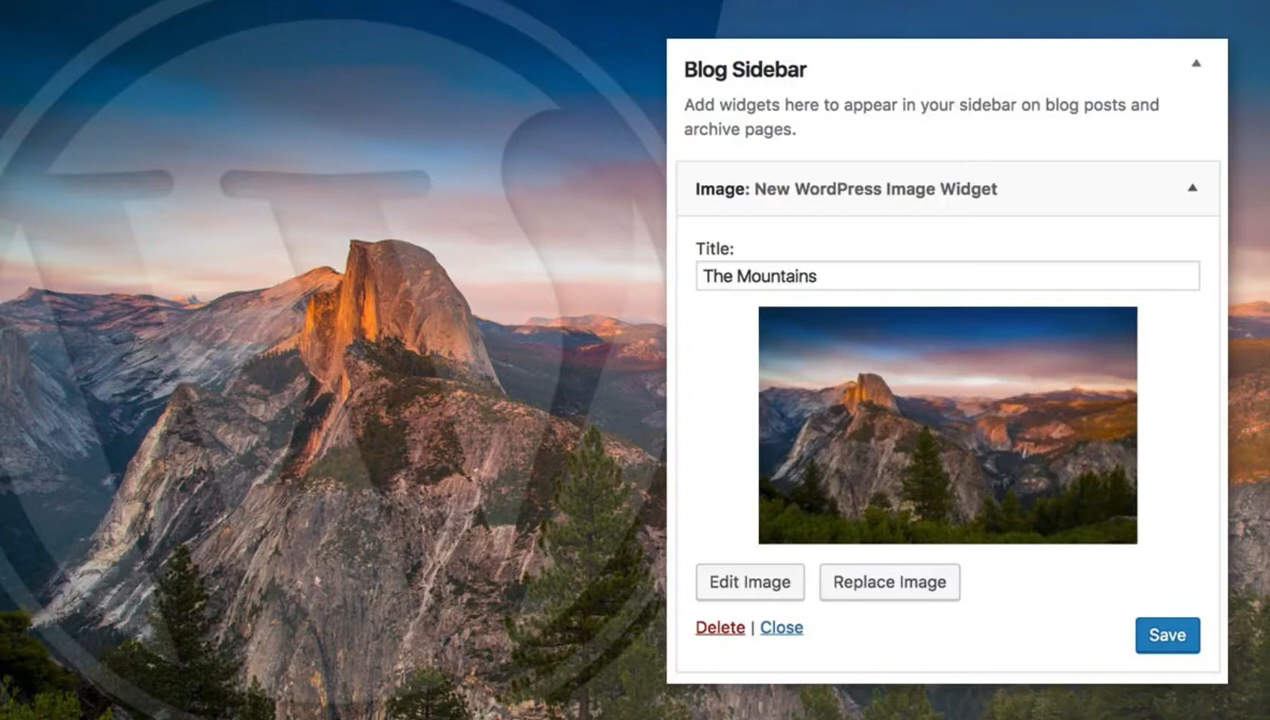 Blog Sidebar
Add widgets here to appear in your sidebar on blog posts and
archive pages.
Image: New WordPress Image Widget
Title:
The Mountains
Edit Image
Replace Image
Delete | Close
Save